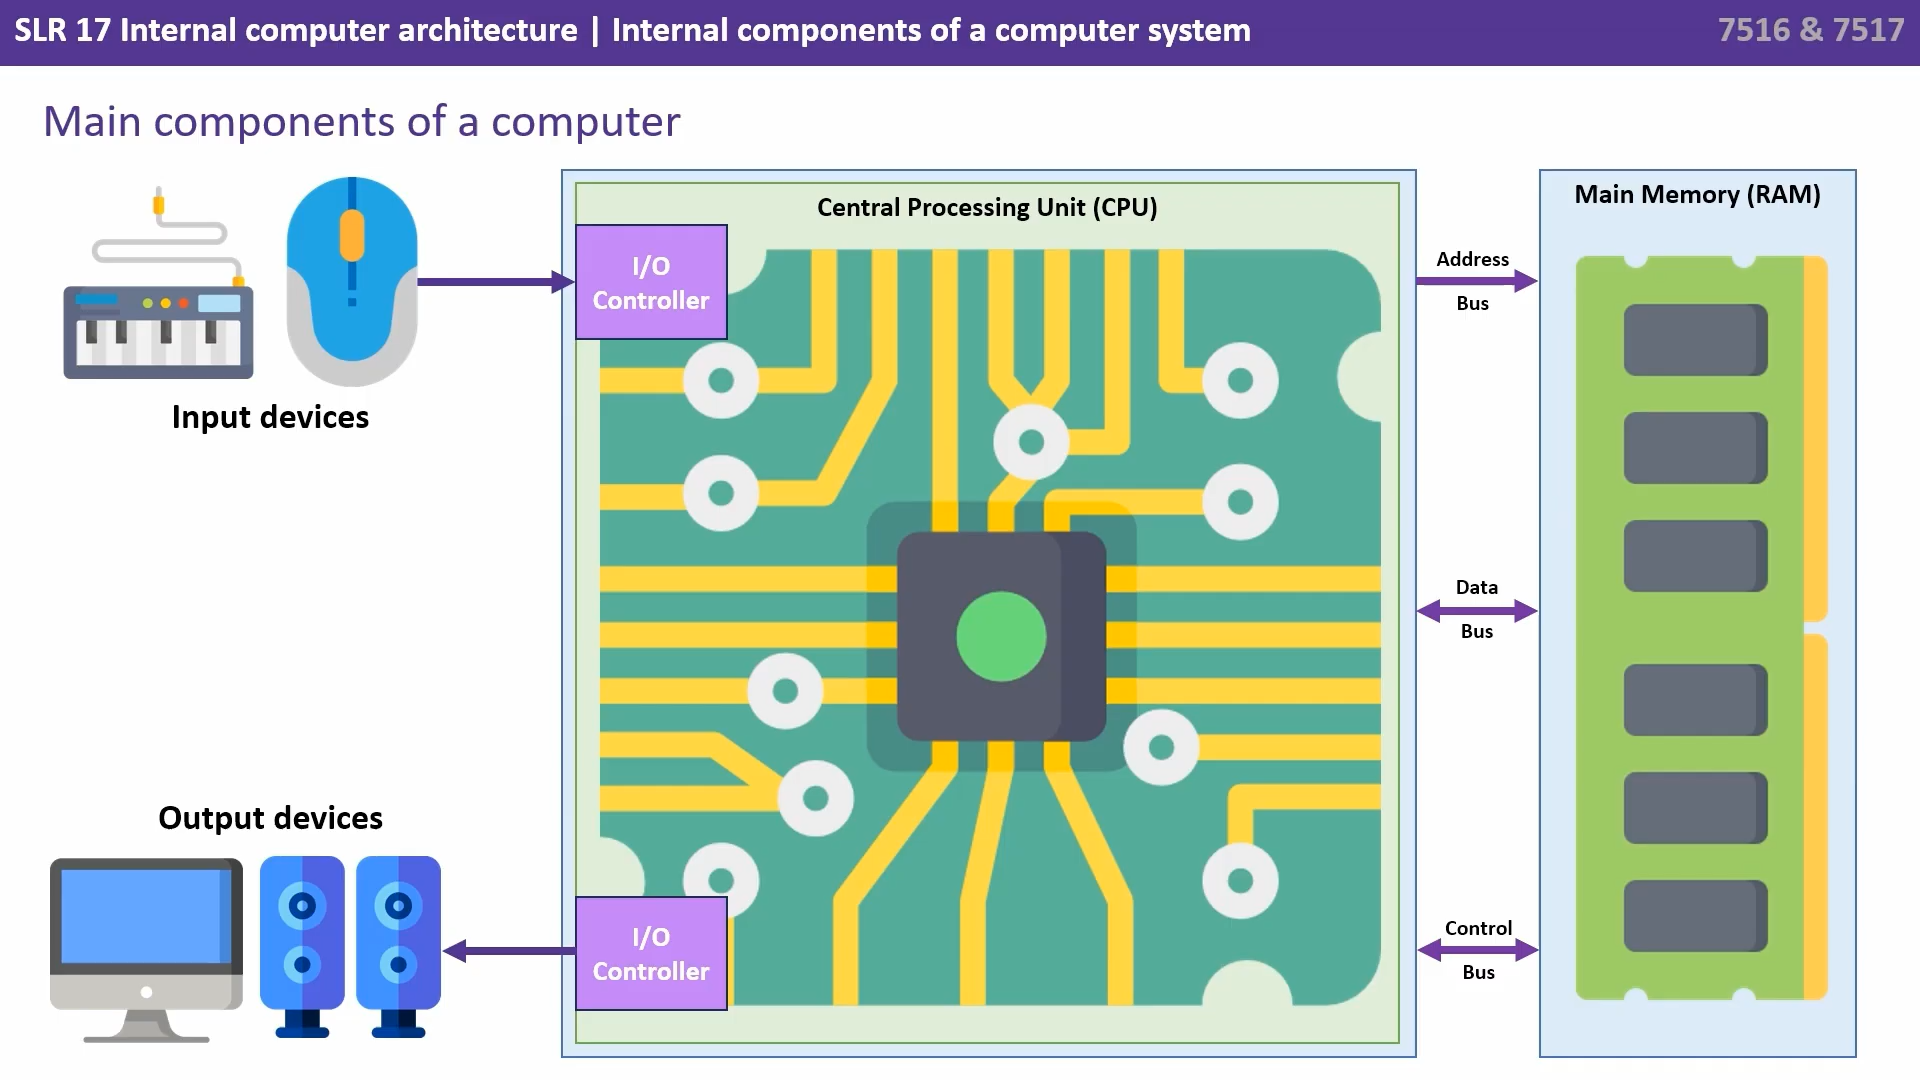 SLR 17 Internal computer architecture | Internal components of a computer system
7516 & 7517
Main components of a computer
Input devices
Output devices
Central Processing Unit (CPU)
I/O
Controller
I/O
Controller
Address
Bus
Data
Bus
Control
Bus
Main Memory (RAM)